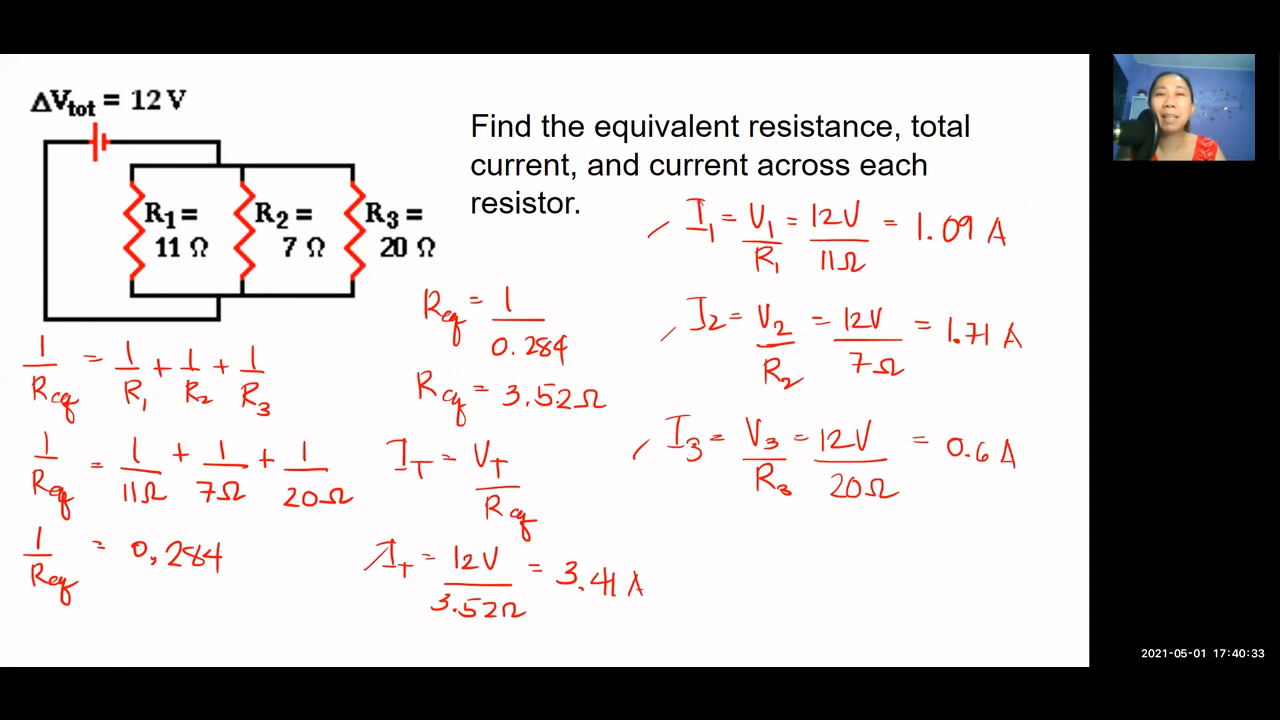 ΔVtot = 12 V
R1 = 11 Ω
R2 = 7 Ω
R3 = 20 Ω
Find the equivalent resistance, total
current, and current across each
resistor.
1/Req = 1/R1 + 1/R2 + 1/R3
1/Req = 1/11Ω + 1/7Ω + 1/20Ω
1/Req = 0.284
Req = 1/0.284
Req = 3.52Ω
IT = VT/Req
IT = 12V/3.52Ω = 3.41 A
I1 = V1/R1 = 12V/11Ω = 1.09 A
I2 = V2/R2 = 12V/7Ω = 1.71 A
I3 = V3/R3 = 12V/20Ω = 0.6 A
2021-05-01 17:40:33